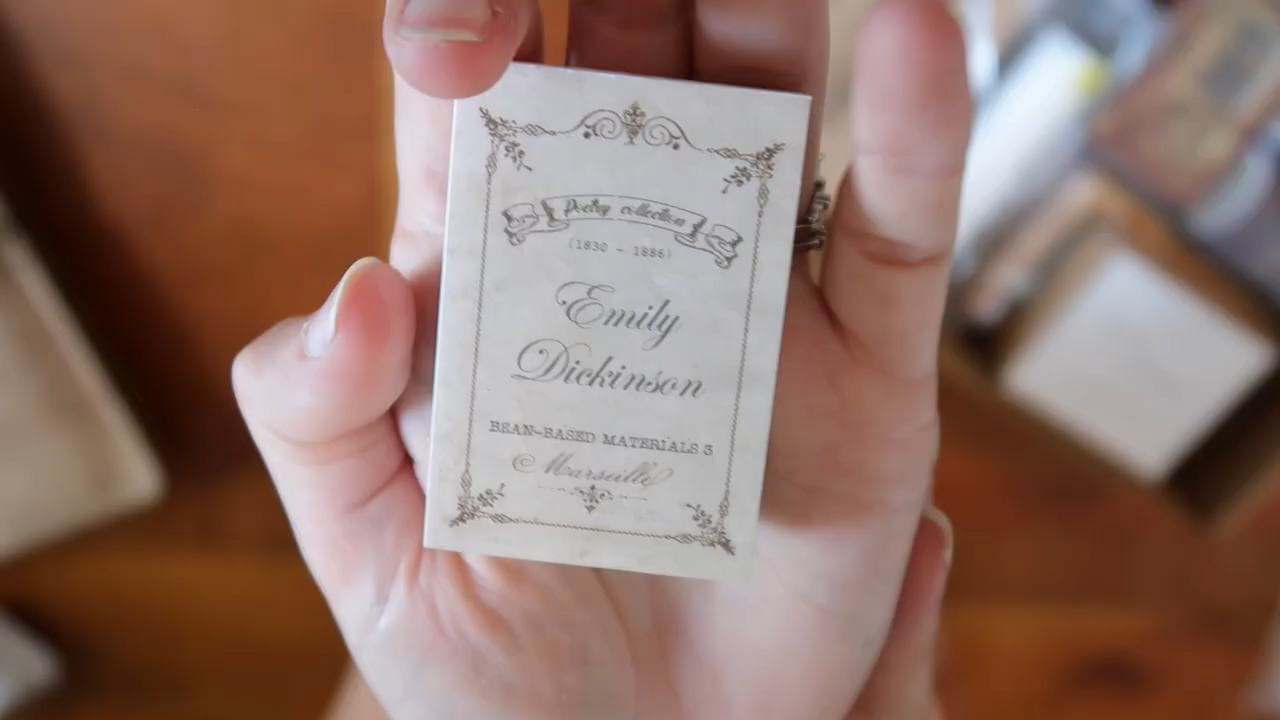 Poetry collection
(1830 - 1886)
Emily
Dickinson
BEAN-BASED MATERIALS 3
Marseille